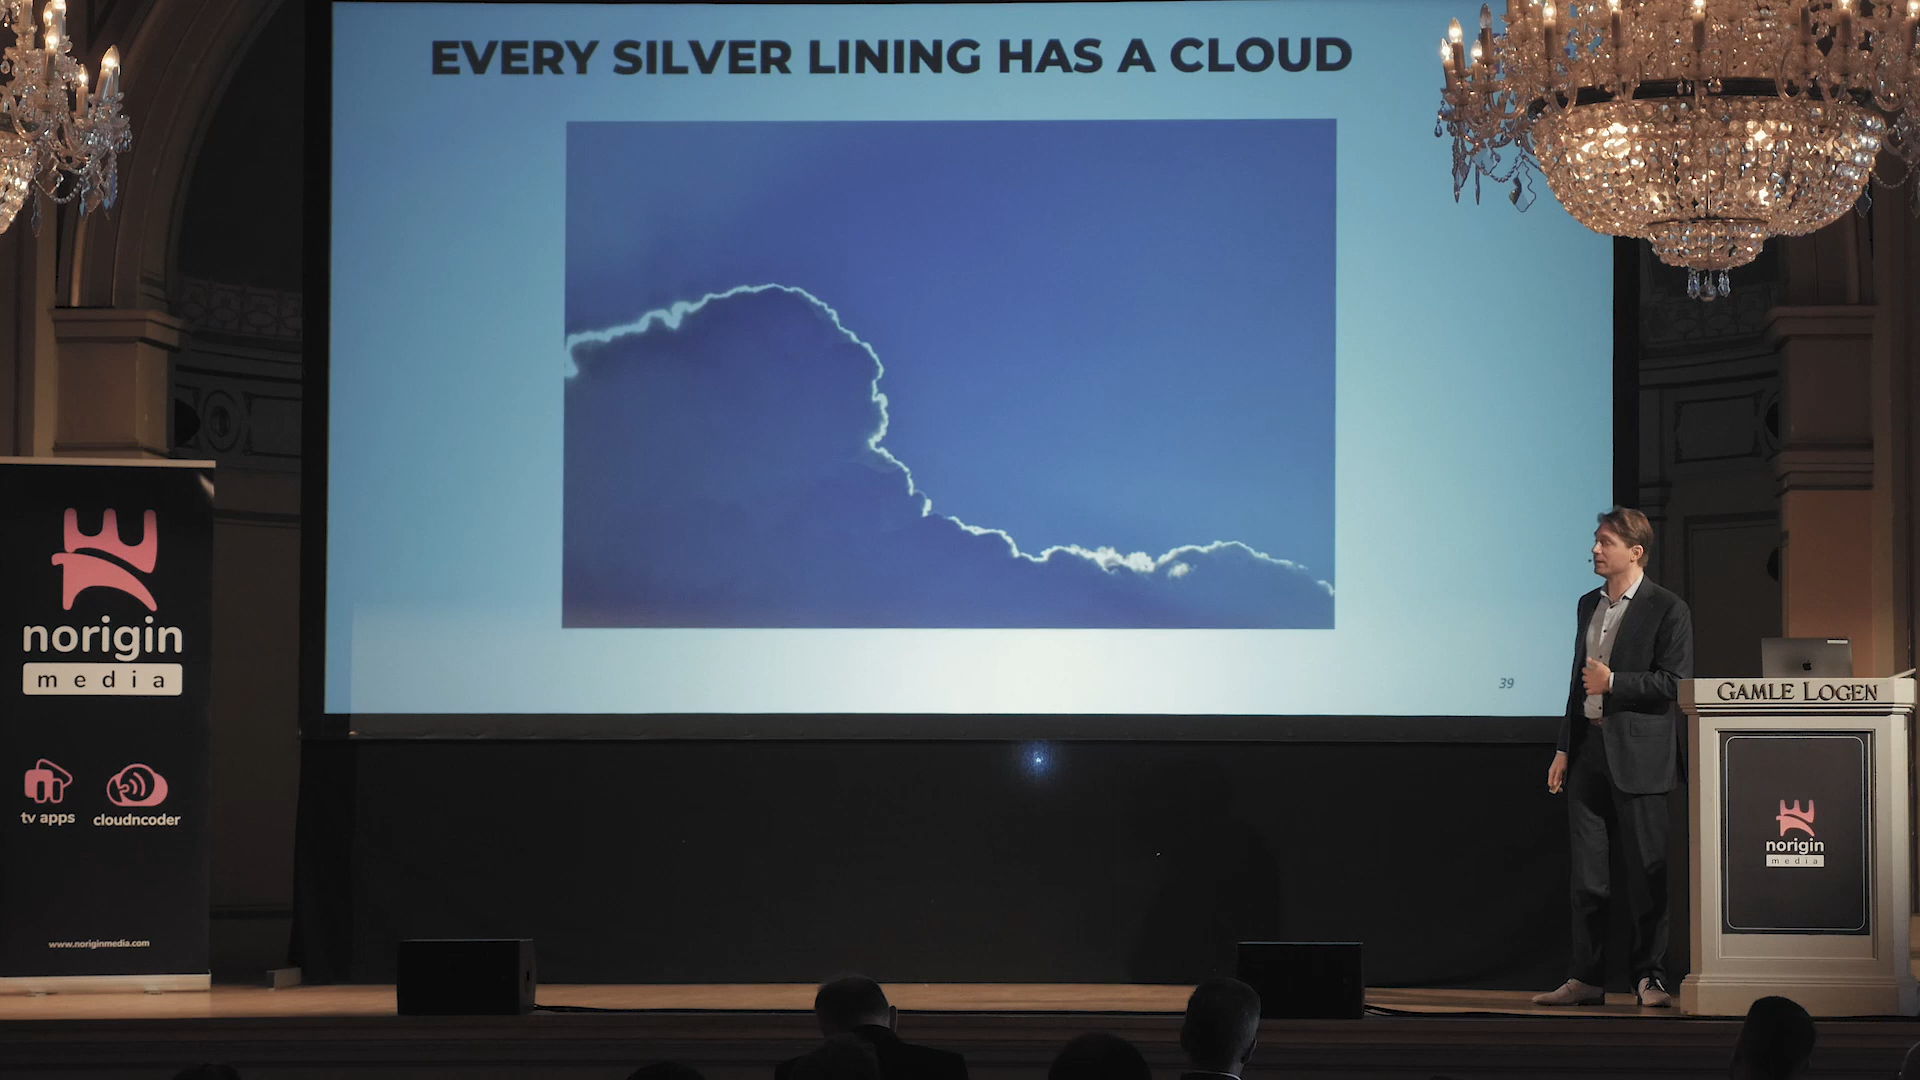 EVERY SILVER LINING HAS A CLOUD
39
norigin
media
tv apps
cloudncoder
www.noriginmedia.com
GAMLE LOGEN
norigin
media